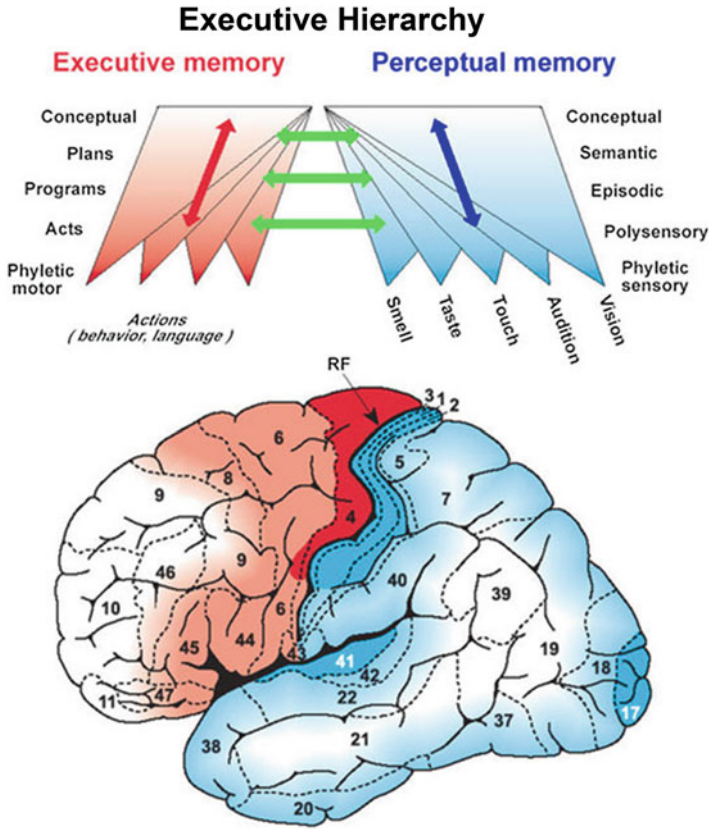 Executive Hierarchy
Executive memory
Perceptual memory
Conceptual
Plans
Programs
Acts
Phyletic
motor
Conceptual
Semantic
Episodic
Polysensory
Phyletic
sensory
Actions
( behavior, language )
Smell
Taste
Touch
Audition
Vision
RF
3
1
2
6
8
5
9
7
4
46
9
40
39
10
6
45
44
43
41
42
19
18
11
47
22
17
38
21
37
20